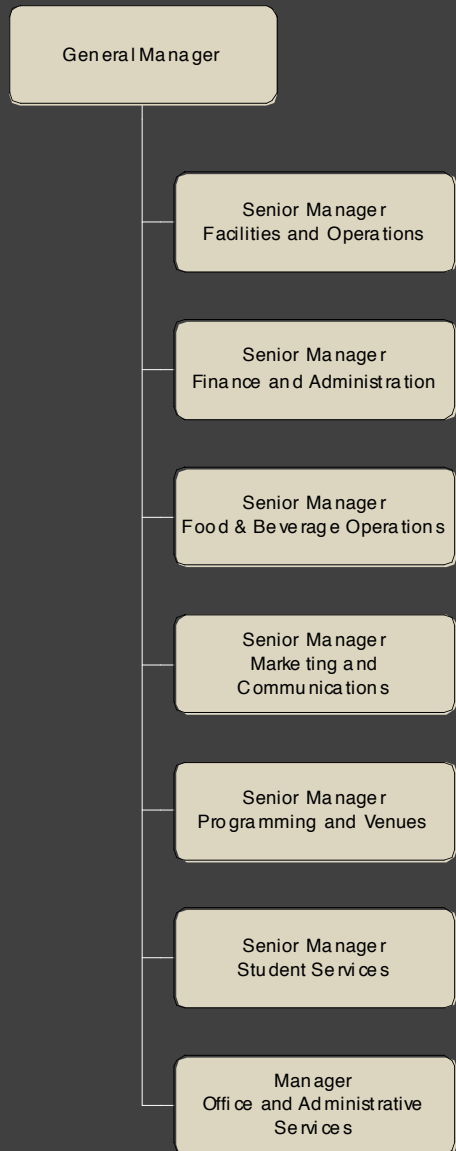 General Manager
Senior Manager
Facilities and Operations
Senior Manager
Finance and Administration
Senior Manager
Food & Beverage Operations
Senior Manager
Marketing and
Communications
Senior Manager
Programming and Venues
Senior Manager
Student Services
Manager
Office and Administrative
Services